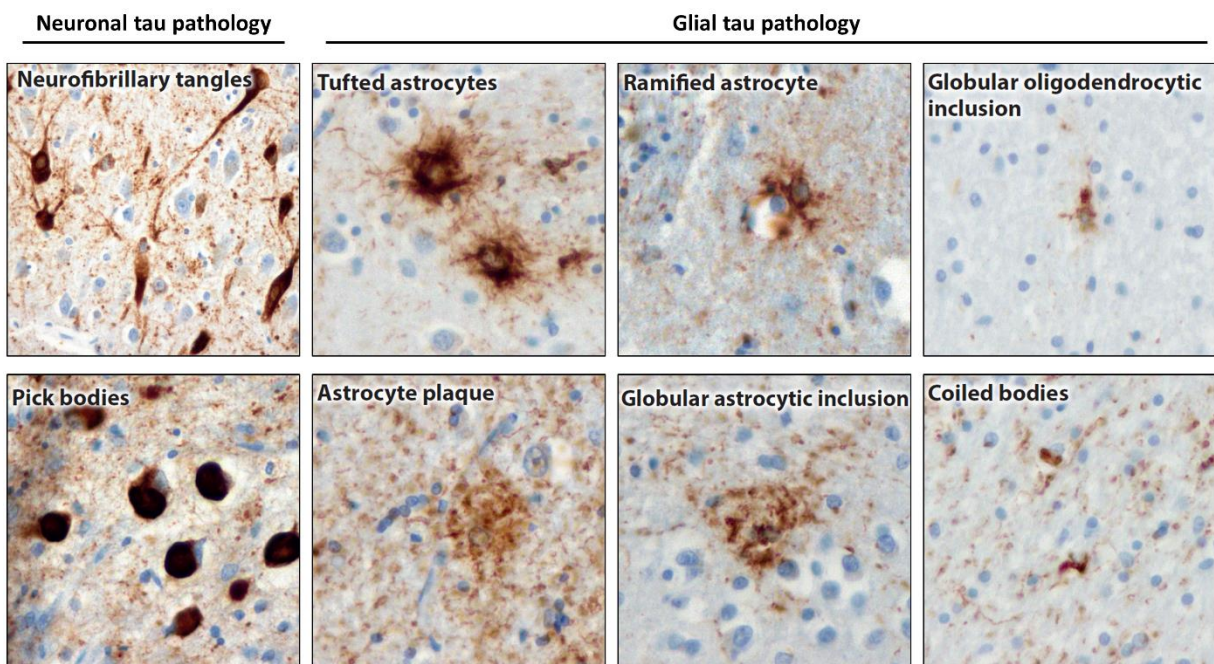 Neuronal tau pathology
Glial tau pathology
Neurofibrillary tangles
Tufted astrocytes
Ramified astrocyte
Globular oligodendrocytic
inclusion
Pick bodies
Astrocyte plaque
Globular astrocytic inclusion
Coiled bodies